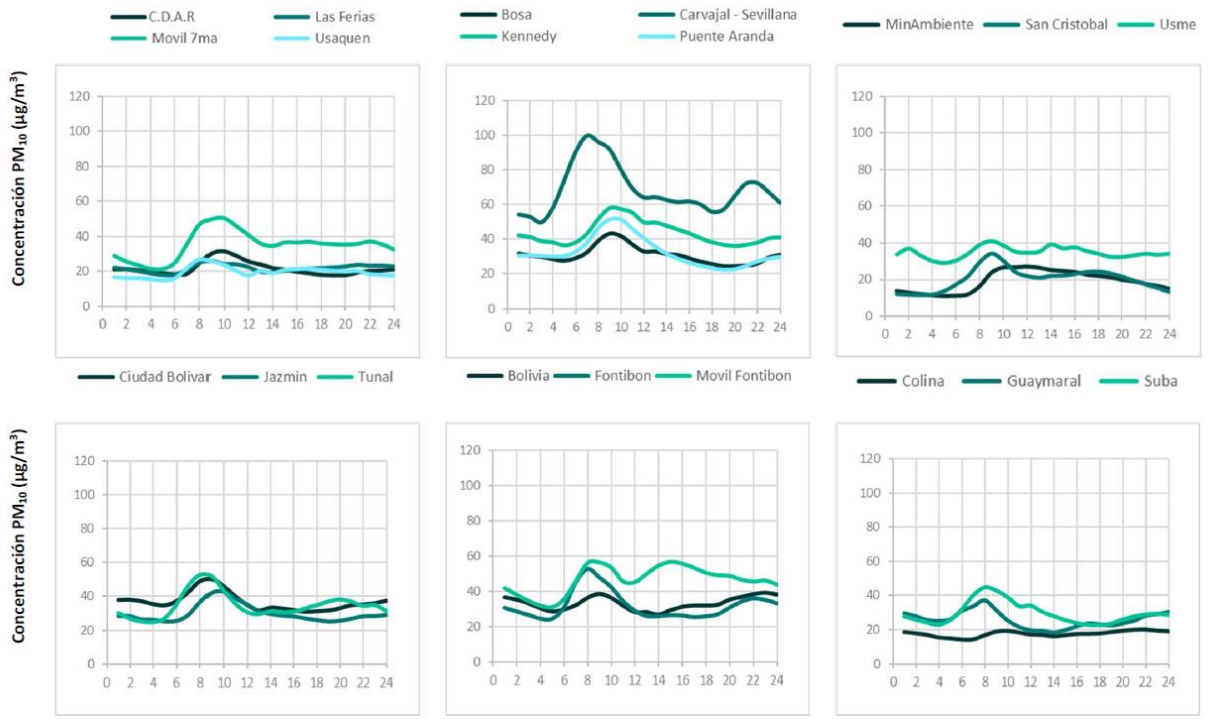 C.D.A.R Las Ferias
Movil 7ma Usaquen
Bosa Carvajal - Sevillana
Kennedy Puente Aranda
MinAmbiente San Cristobal Usme
Concentración PM₁₀ (µg/m³)
120
100
80
60
40
20
0
0 2 4 6 8 10 12 14 16 18 20 22 24
120
100
80
60
40
20
0
0 2 4 6 8 10 12 14 16 18 20 22 24
120
100
80
60
40
20
0
0 2 4 6 8 10 12 14 16 18 20 22 24
Ciudad Bolivar Jazmin Tunal
Bolivia Fontibon Movil Fontibon
Colina Guaymaral Suba
Concentración PM₁₀ (µg/m³)
120
100
80
60
40
20
0
0 2 4 6 8 10 12 14 16 18 20 22 24
120
100
80
60
40
20
0
0 2 4 6 8 10 12 14 16 18 20 22 24
120
100
80
60
40
20
0
0 2 4 6 8 10 12 14 16 18 20 22 24